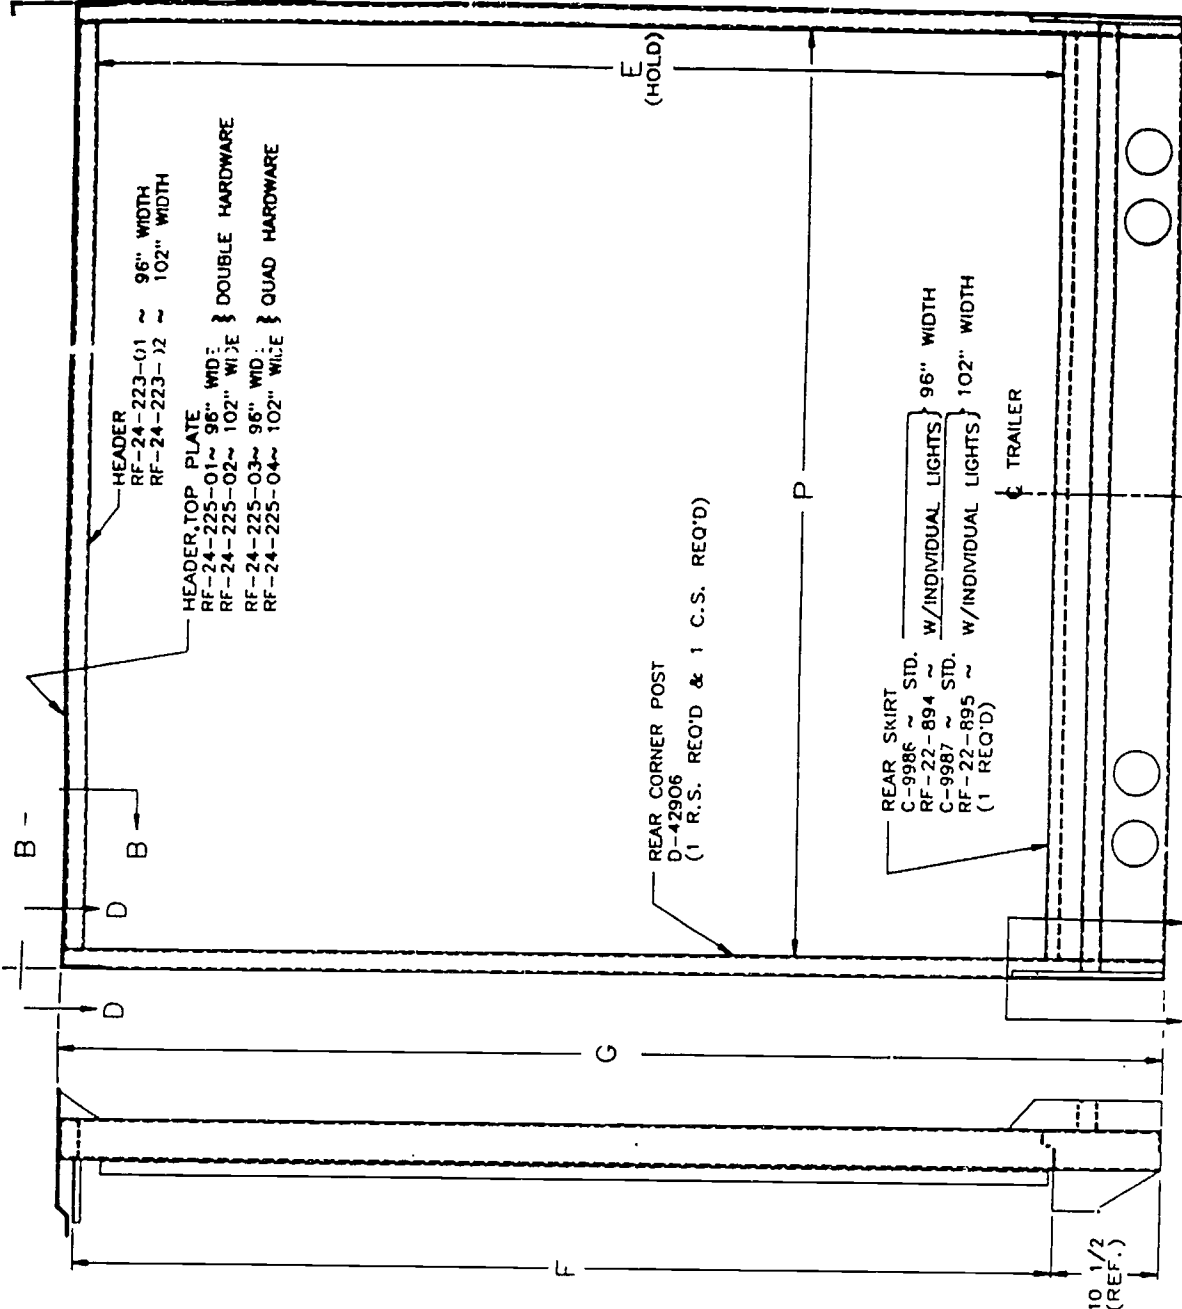 HEADER
RF-24-223-01 ~ 96" WIDTH
RF-24-223-02 ~ 102" WIDTH
HEADER,TOP PLATE
RF-24-225-01~ 96" WIDE
RF-24-225-02~ 102" WIDE } DOUBLE HARDWARE
RF-24-225-03~ 96" WIDE
RF-24-225-04~ 102" WIDE } QUAD HARDWARE
E
(HOLD)
B
B
D
D
P
REAR CORNER POST
D-42906
(1 R.S. REQ'D & 1 C.S. REQ'D)
REAR SKIRT
C-9986 ~ STD.
RF-22-894 ~ W/INDIVIDUAL LIGHTS } 96" WIDTH
C-9987 ~ STD.
RF-22-895 ~ W/INDIVIDUAL LIGHTS } 102" WIDTH
(1 REQ'D)
℄ TRAILER
G
F
10 1/2
(REF.)